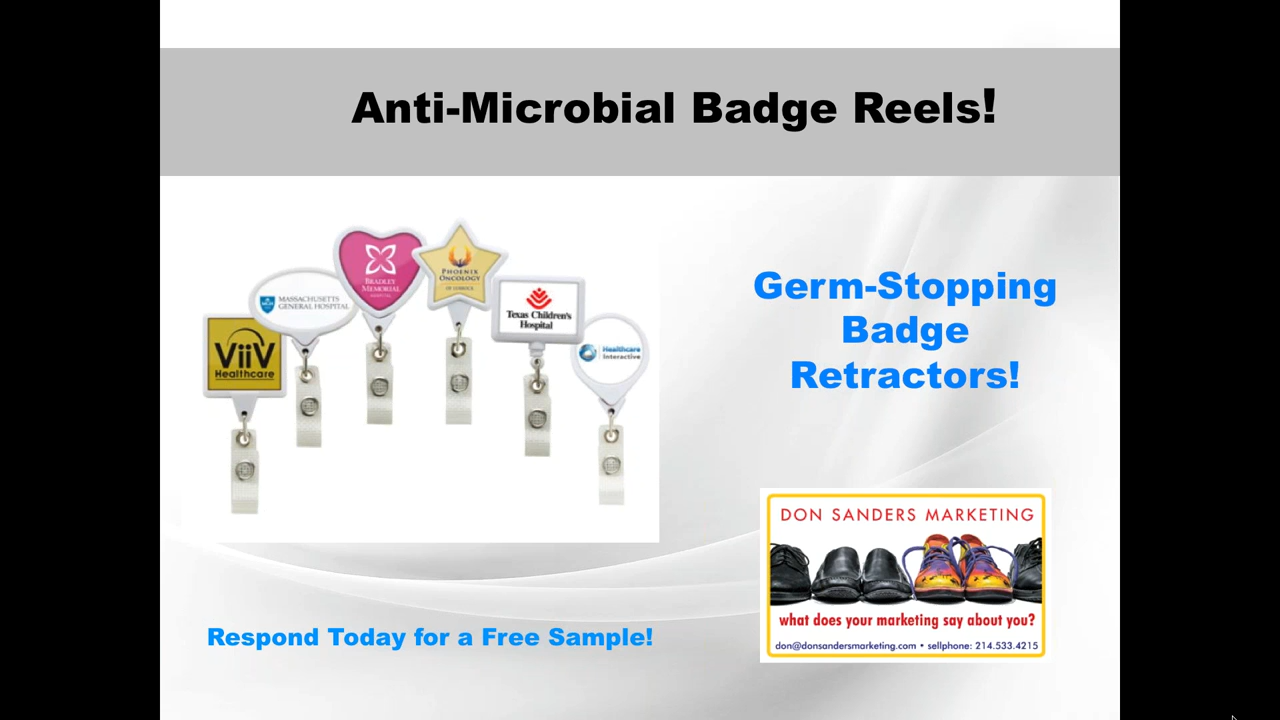 Anti-Microbial Badge Reels!
ViiV
Healthcare
MGH
MASSACHUSETTS
GENERAL HOSPITAL
BRADLEY
MEMORIAL
HOSPITAL
PHOENIX
ONCOLOGY
Texas Children's
Hospital
Healthcare
Interactive
Germ-Stopping
Badge
Retractors!
DON SANDERS MARKETING
what does your marketing say about you?
don@donsandersmarketing.com • sellphone: 214.533.4215
Respond Today for a Free Sample!